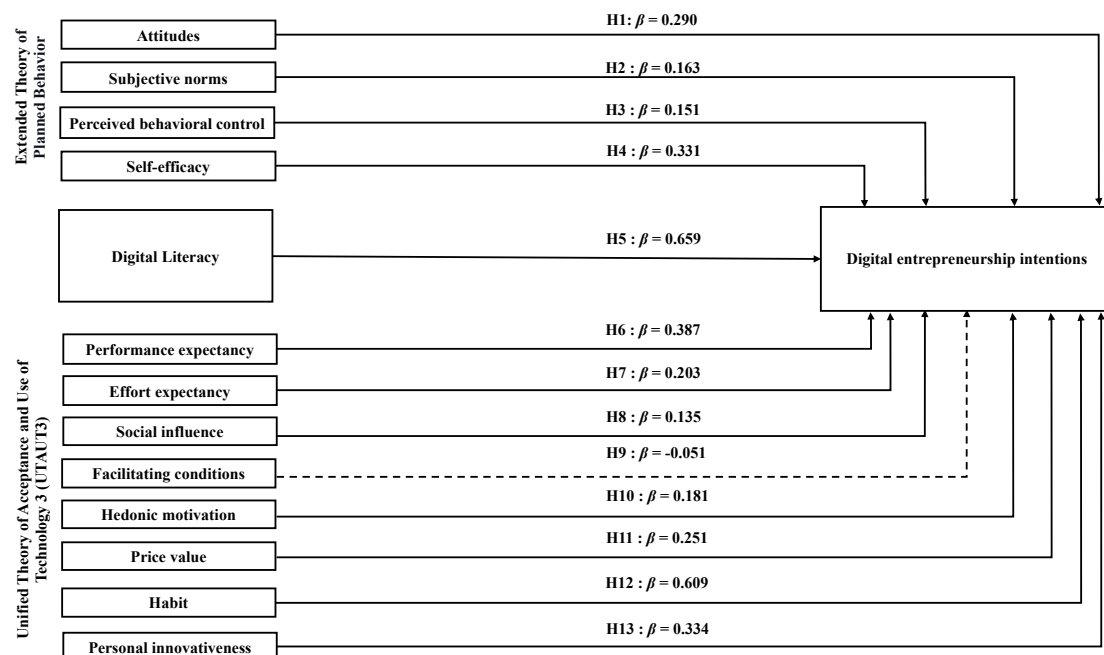 Extended Theory of
Planned Behavior
Attitudes
H1: β = 0.290
Subjective norms
H2 : β = 0.163
Perceived behavioral control
H3 : β = 0.151
Self-efficacy
H4 : β = 0.331
Digital Literacy
H5 : β = 0.659
Digital entrepreneurship intentions
Unified Theory of Acceptance and Use of
Technology 3 (UTAUT3)
Performance expectancy
H6 : β = 0.387
Effort expectancy
H7 : β = 0.203
Social influence
H8 : β = 0.135
Facilitating conditions
H9 : β = -0.051
Hedonic motivation
H10 : β = 0.181
Price value
H11 : β = 0.251
Habit
H12 : β = 0.609
Personal innovativeness
H13 : β = 0.334